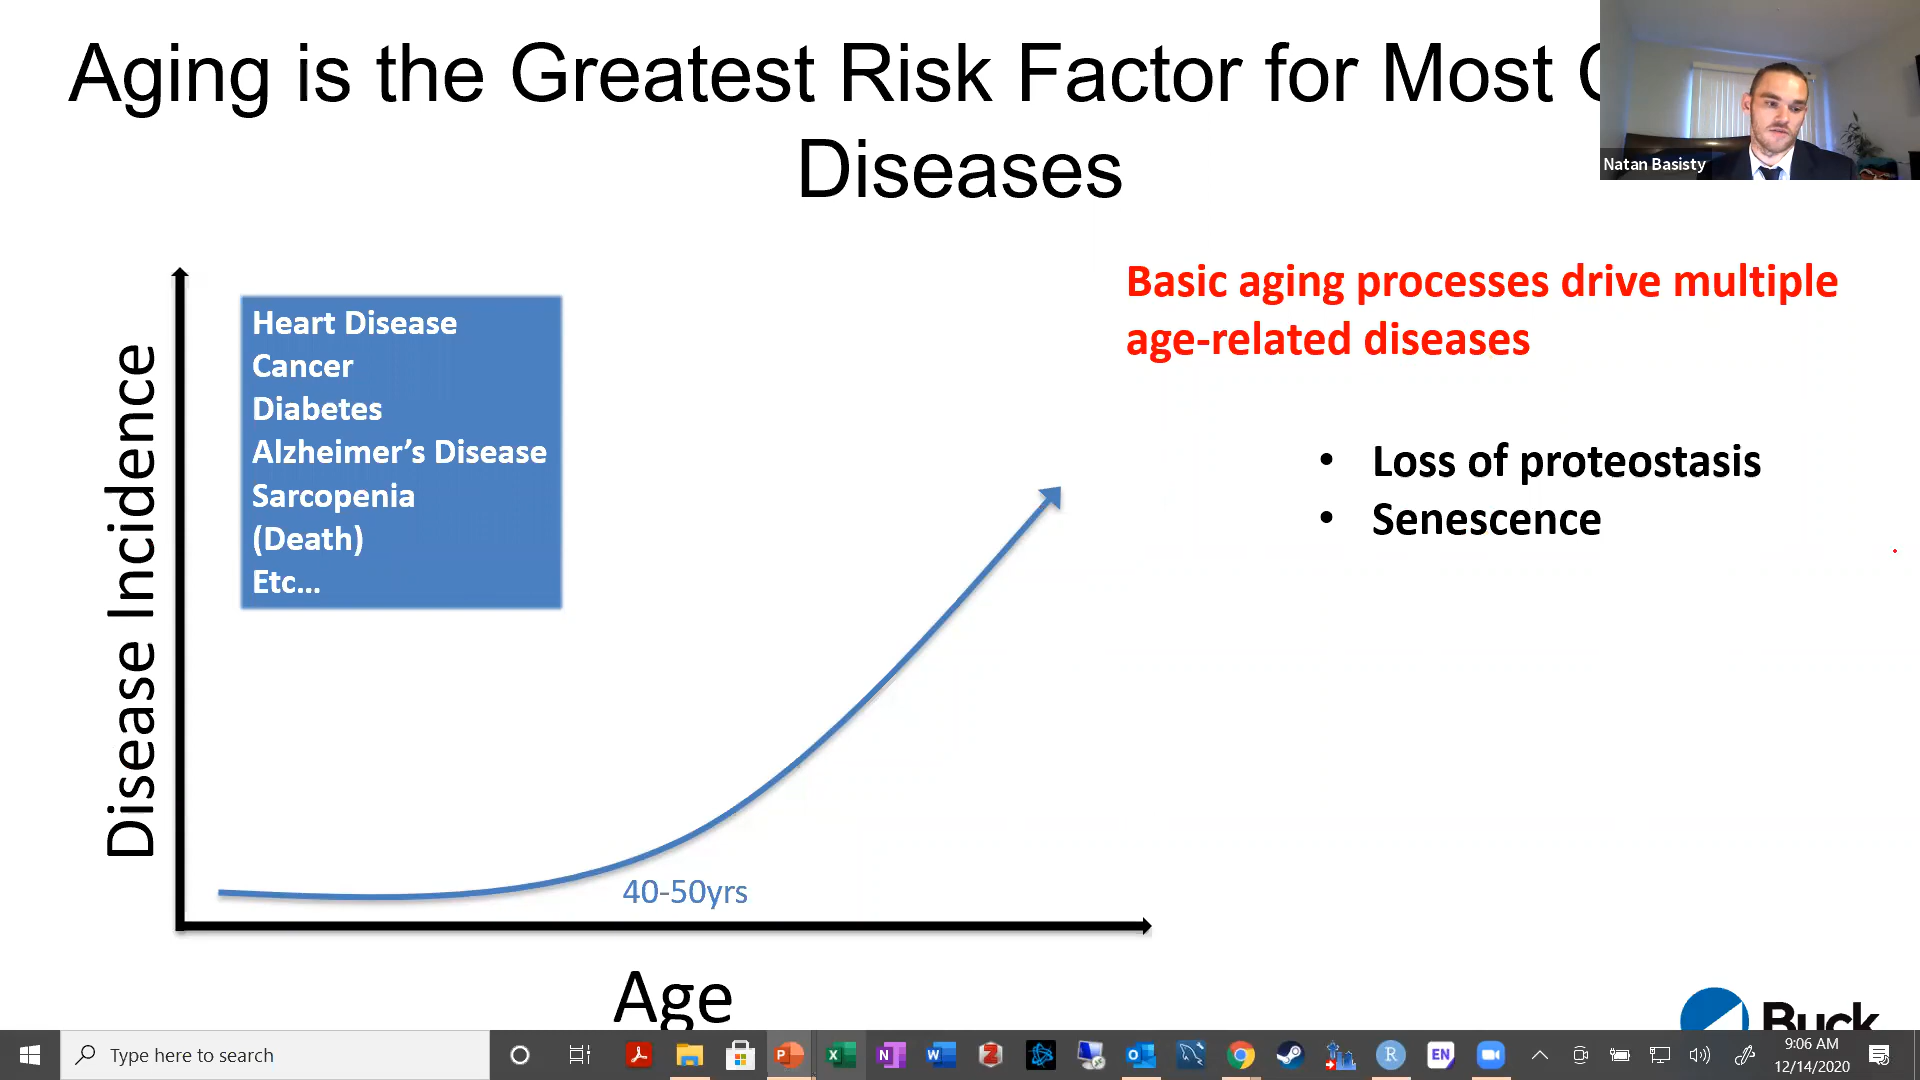 Aging is the Greatest Risk Factor for Most
Diseases
Natan Basisty
Basic aging processes drive multiple
age-related diseases
Heart Disease
Cancer
Diabetes
Alzheimer’s Disease
Sarcopenia
(Death)
Etc...
• Loss of proteostasis
• Senescence
Disease Incidence
40-50yrs
Age
Buck
Type here to search
EN
9:06 AM
12/14/2020